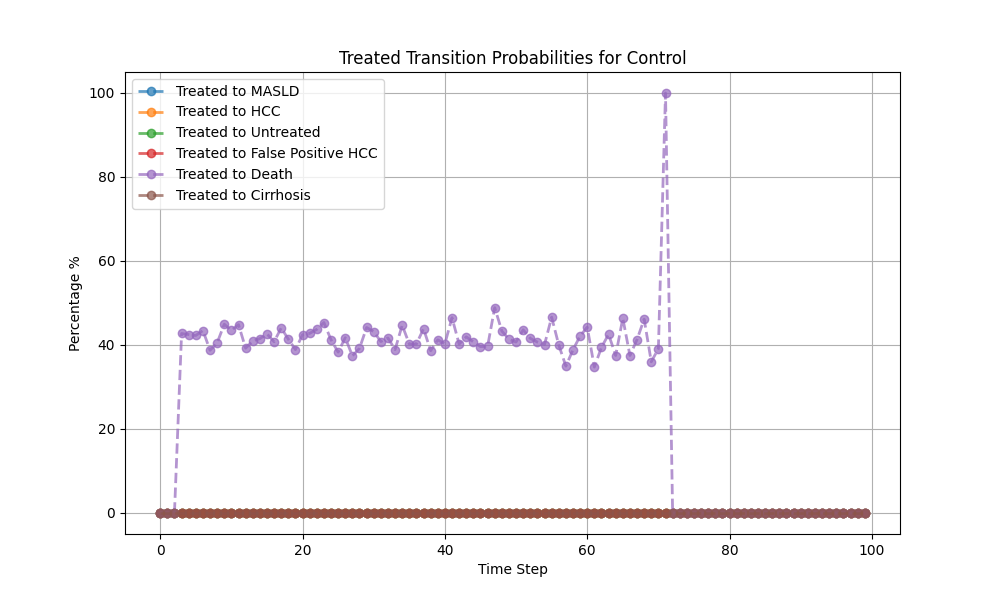 Treated Transition Probabilities for Control
Treated to MASLD
Treated to HCC
Treated to Untreated
Treated to False Positive HCC
Treated to Death
Treated to Cirrhosis
Percentage %
100
80
60
40
20
0
0 20 40 60 80 100
Time Step